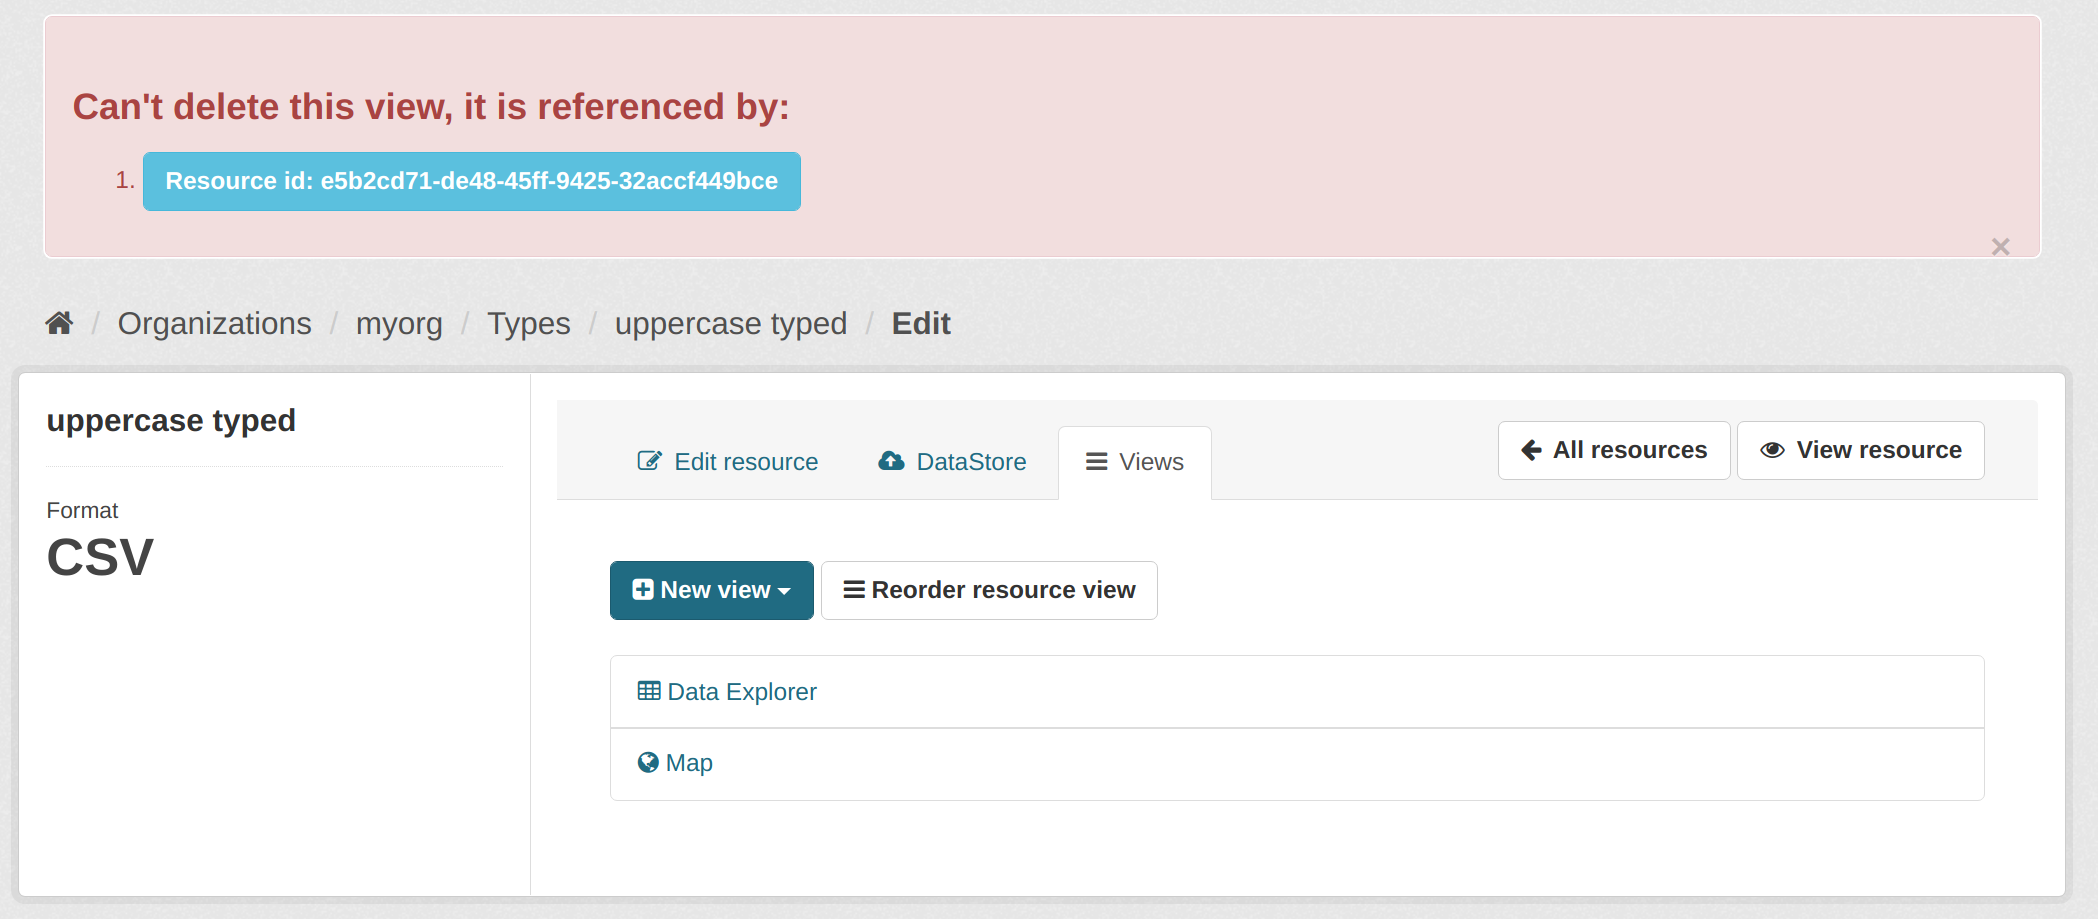 Can't delete this view, it is referenced by:
1. Resource id: e5b2cd71-de48-45ff-9425-32accf449bce
×
/ Organizations / myorg / Types / uppercase typed / Edit
uppercase typed
Format
CSV
Edit resource DataStore Views All resources View resource
New view Reorder resource view
Data Explorer
Map